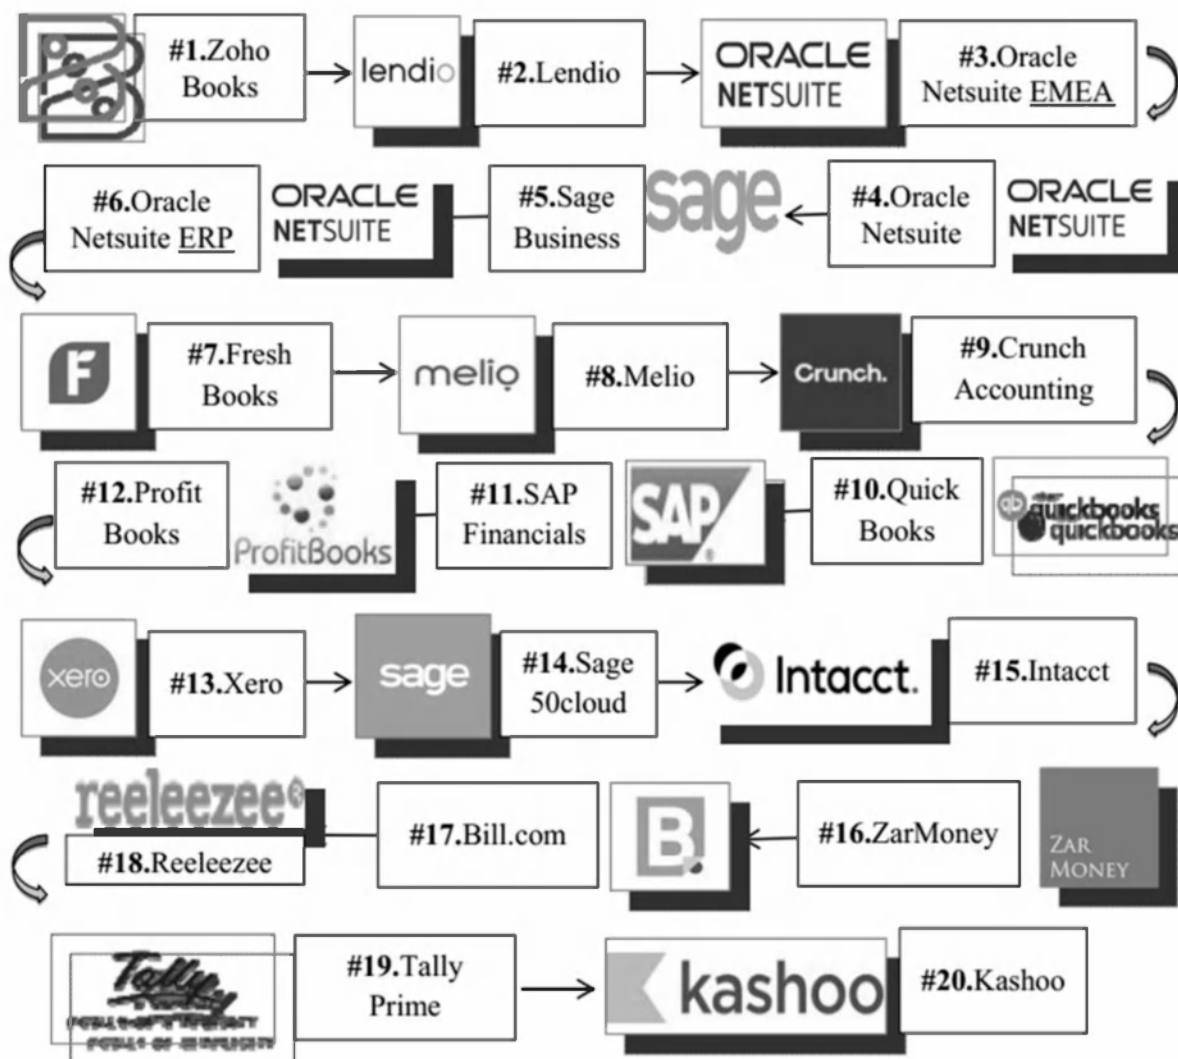 #1.Zoho
Books
lendio
#2.Lendio
ORACLE
NETSUITE
#3.Oracle
Netsuite EMEA
#6.Oracle
Netsuite ERP
ORACLE
NETSUITE
#5.Sage
Business
sage
#4.Oracle
Netsuite
ORACLE
NETSUITE
F
#7.Fresh
Books
melio
#8.Melio
Crunch.
#9.Crunch
Accounting
#12.Profit
Books
ProfitBooks
#11.SAP
Financials
SAP
#10.Quick
Books
qb
quickbooks
quickbooks
xero
#13.Xero
sage
#14.Sage
50cloud
Intacct.
#15.Intacct
reeleezee
#18.Reeleezee
#17.Bill.com
B
#16.ZarMoney
ZAR
MONEY
Tally
#19.Tally
Prime
kashoo
#20.Kashoo